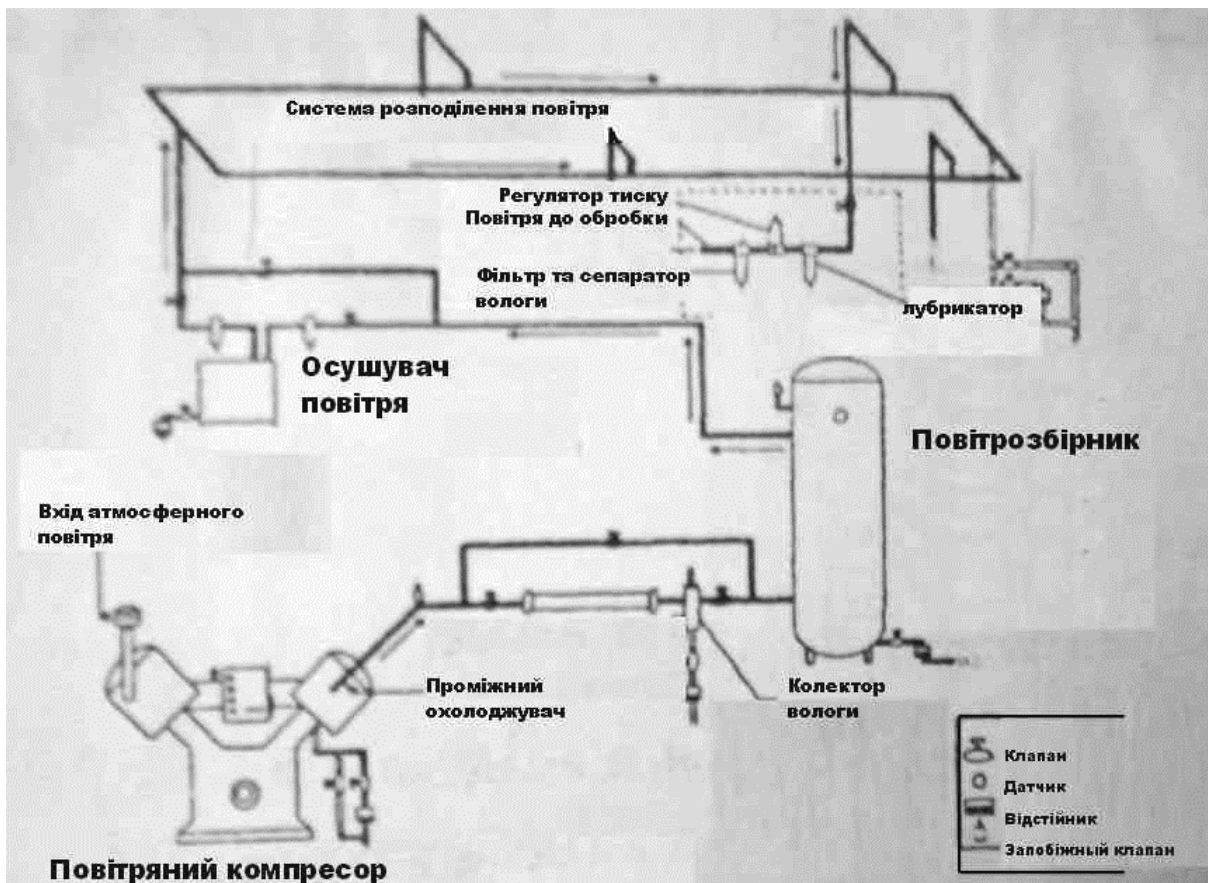 Система розподілення повітря
Регулятор тиску
Повітря до обробки
Фільтр та сепаратор
вологи
лубрикатор
Осушувач
повітря
Повітрозбірник
Вхід атмосферного
повітря
Проміжний
охолоджувач
Колектор
вологи
Клапан
Датчик
Відстійник
Запобіжный клапан
Повітряний компресор